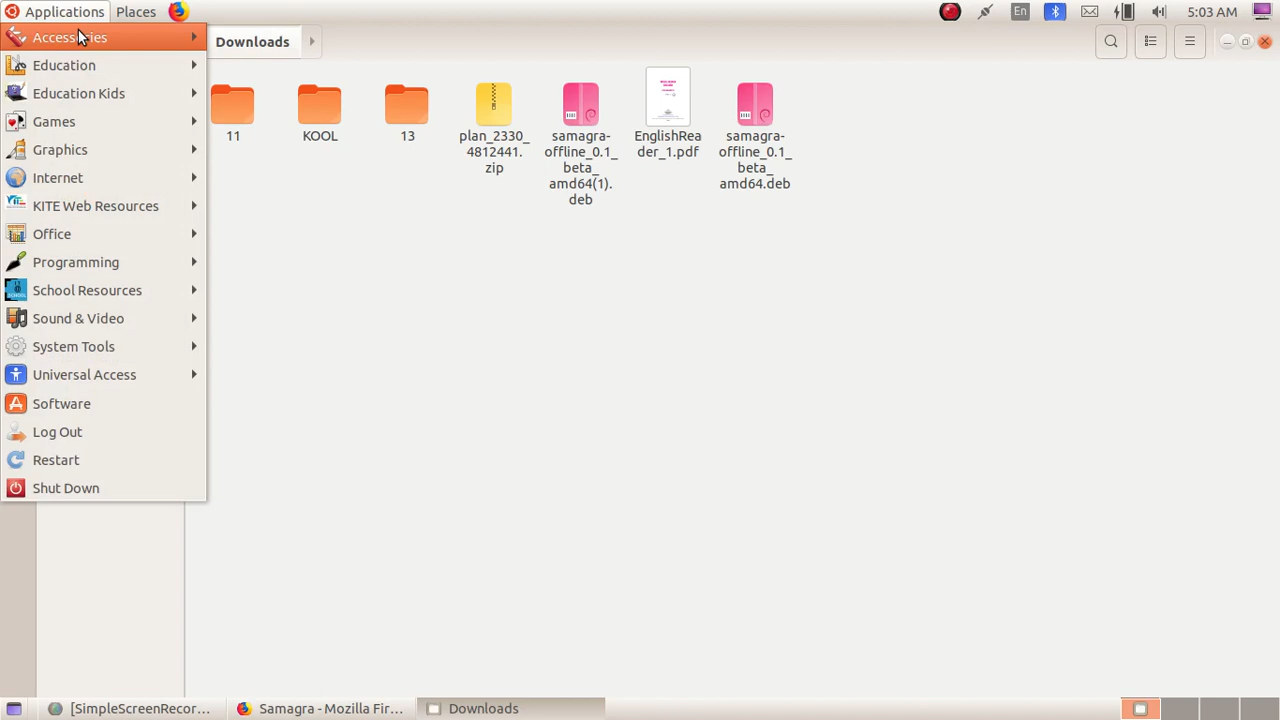 Applications Places En 5:03 AM
Accessories
Education
Education Kids
Games
Graphics
Internet
KITE Web Resources
Office
Programming
School Resources
Sound & Video
System Tools
Universal Access
Software
Log Out
Restart
Shut Down
Downloads
11
KOOL
13
plan_2330_
4812441.
zip
samagra-
offline_0.1_
beta_
amd64(1).
deb
EnglishRea
der_1.pdf
samagra-
offline_0.1_
beta_
amd64.deb
[SimpleScreenRecor... Samagra - Mozilla Fir... Downloads